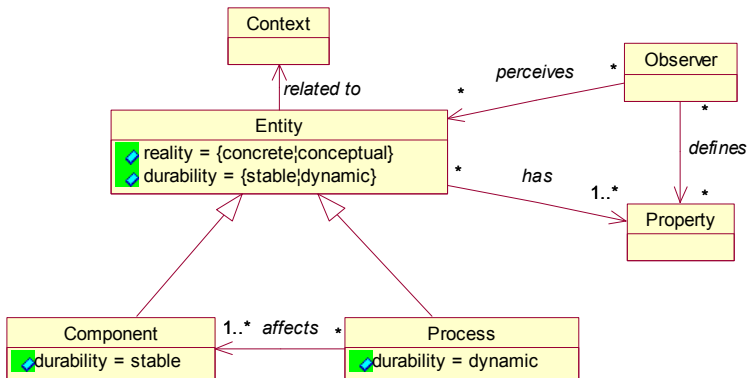 Context
Observer
perceives
*
*
related to
*
Entity
reality = {concrete¦conceptual}
durability = {stable¦dynamic}
defines
*
has
1..*
*
Property
Component
durability = stable
1..*
affects
*
Process
durability = dynamic